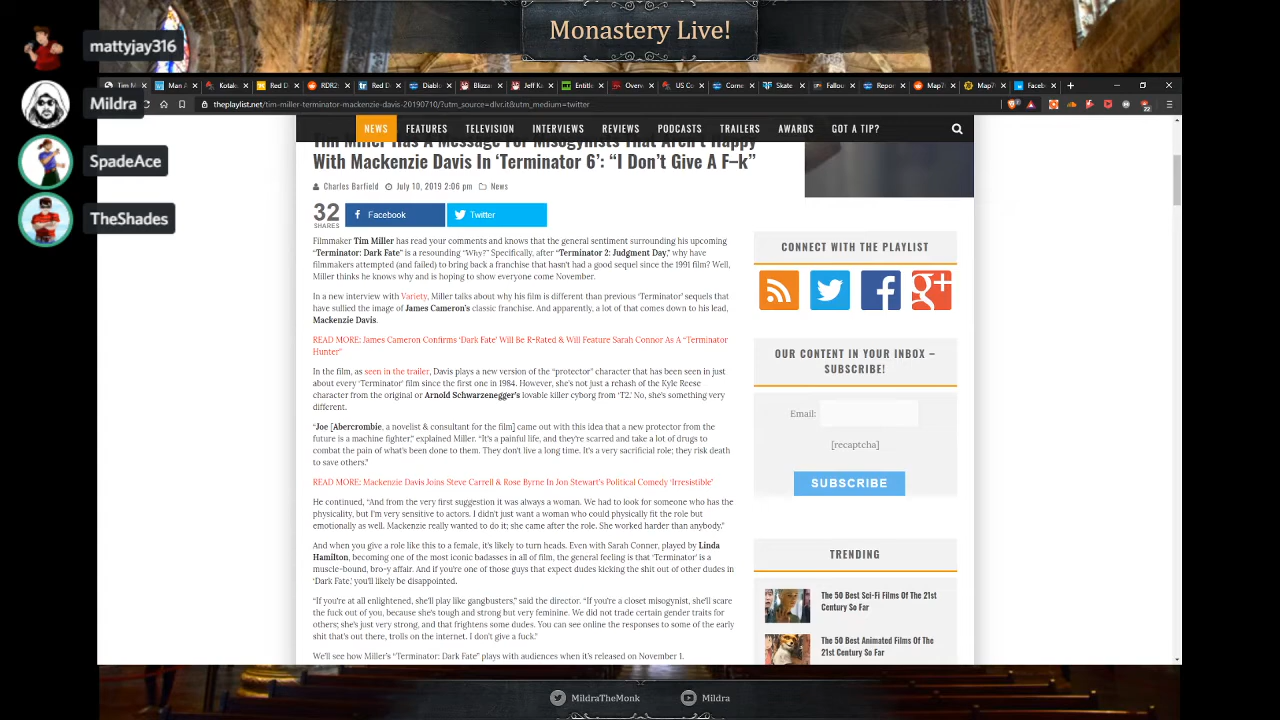 Monastery Live!
mattyjay316
Mildra
SpadeAce
TheShades
Tim M
Man A
Kotak
Red D
RDR2:
Red D
Diablo
Blizza
Jeff Ka
Entitle
Overw
US Co
Come
Skate
Fallou
Repor
Map7
Map7
Faceb
theplaylist.net/tim-miller-terminator-mackenzie-davis-20190710/?utm_source=dlvr.it&utm_medium=twitter
22
NEWS FEATURES TELEVISION INTERVIEWS REVIEWS PODCASTS TRAILERS AWARDS GOT A TIP?
Tim Miller Has A Message For Misogynists That Aren't Happy
With Mackenzie Davis In ‘Terminator 6’: “I Don’t Give A F–k”
Charles Barfield July 10, 2019 2:06 pm News
32
SHARES
Facebook
Twitter
Filmmaker Tim Miller has read your comments and knows that the general sentiment surrounding his upcoming
“Terminator: Dark Fate” is a resounding “Why?” Specifically, after “Terminator 2: Judgment Day,” why have
filmmakers attempted (and failed) to bring back a franchise that hasn’t had a good sequel since the 1991 film? Well,
Miller thinks he knows why and is hoping to show everyone come November.
In a new interview with Variety, Miller talks about why his film is different than previous ‘Terminator’ sequels that
have sullied the image of James Cameron’s classic franchise. And apparently, a lot of that comes down to his lead,
Mackenzie Davis.
READ MORE: James Cameron Confirms ‘Dark Fate’ Will Be R-Rated & Will Feature Sarah Connor As A “Terminator
Hunter”
In the film, as seen in the trailer, Davis plays a new version of the “protector” character that has been seen in just
about every ‘Terminator’ film since the first one in 1984. However, she’s not just a rehash of the Kyle Reese
character from the original or Arnold Schwarzenegger’s lovable killer cyborg from ‘T2.’ No, she’s something very
different.
“Joe [Abercrombie, a novelist & consultant for the film] came out with this idea that a new protector from the
future is a machine fighter,” explained Miller. “It’s a painful life, and they’re scarred and take a lot of drugs to
combat the pain of what’s been done to them. They don’t live a long time. It’s a very sacrificial role; they risk death
to save others.”
READ MORE: Mackenzie Davis Joins Steve Carrell & Rose Byrne In Jon Stewart’s Political Comedy ‘Irresistible’
He continued, “And from the very first suggestion it was always a woman. We had to look for someone who has the
physicality, but I’m very sensitive to actors. I didn’t just want a woman who could physically fit the role but
emotionally as well. Mackenzie really wanted to do it; she came after the role. She worked harder than anybody.”
And when you give a role like this to a female, it’s likely to turn heads. Even with Sarah Conner, played by Linda
Hamilton, becoming one of the most iconic badasses in all of film, the general feeling is that ‘Terminator’ is a
muscle-bound, bro-y affair. And if you’re one of those guys that expect dudes kicking the shit out of other dudes in
‘Dark Fate,’ you’ll likely be disappointed.
“If you’re at all enlightened, she’ll play like gangbusters,” said the director. “If you’re a closet misogynist, she’ll scare
the fuck out of you, because she’s tough and strong but very feminine. We did not trade certain gender traits for
others; she’s just very strong, and that frightens some dudes. You can see online the responses to some of the early
shit that’s out there, trolls on the internet. I don’t give a fuck.”
We’ll see how Miller’s “Terminator: Dark Fate” plays with audiences when it’s released on November 1.
CONNECT WITH THE PLAYLIST
OUR CONTENT IN YOUR INBOX –
SUBSCRIBE!
Email:
[recaptcha]
SUBSCRIBE
TRENDING
The 50 Best Sci-Fi Films Of The 21st
Century So Far
The 50 Best Animated Films Of The
21st Century So Far
MildraTheMonk
Mildra